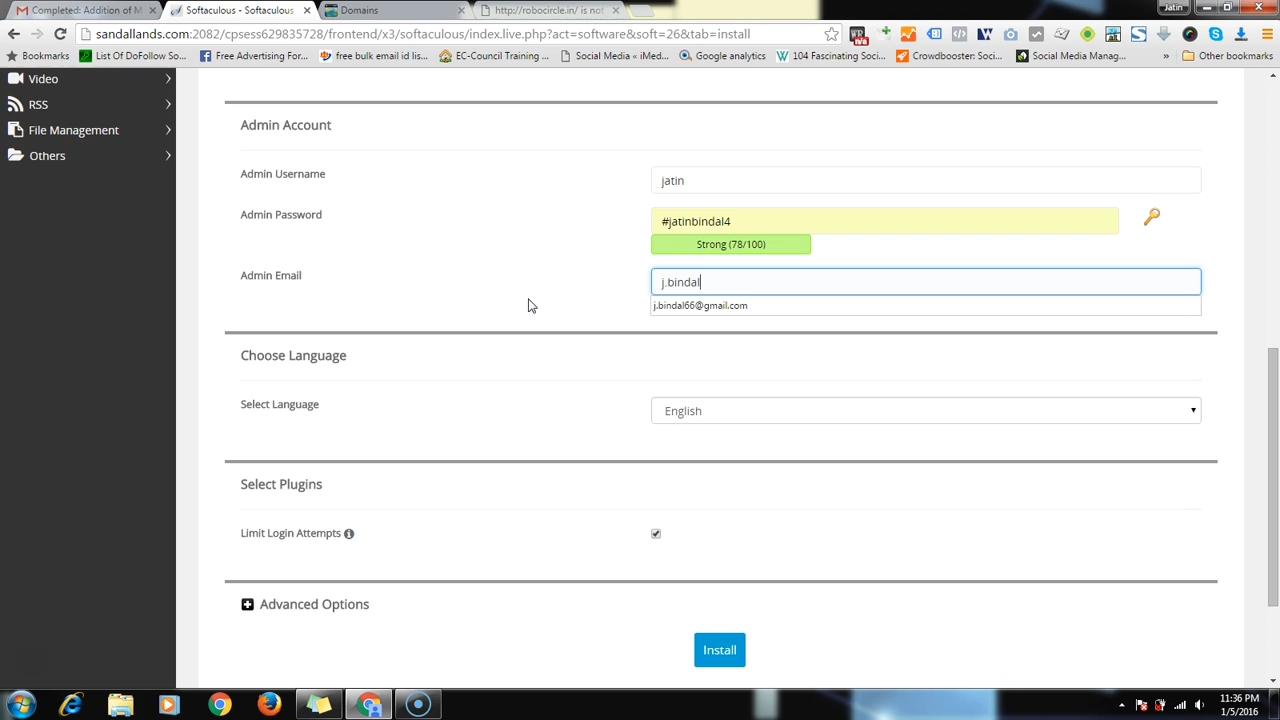 Completed: Addition of M
Softaculous - Softaculous
Domains
http://robocircle.in/ is not
Jatin
sandallands.com:2082/cpsess629835728/frontend/x3/softaculous/index.live.php?act=software&soft=26&tab=install
Bookmarks
List Of DoFollow So...
Free Advertising For...
free bulk email id lis...
EC-Council Training ...
Social Media « iMed...
Google analytics
104 Fascinating Soci...
Crowdbooster: Soci...
Social Media Manag...
»
Other bookmarks
Video
RSS
File Management
Others
Admin Account
Admin Username
jatin
Admin Password
#jatinbindal4
Strong (78/100)
Admin Email
j.bindal
j.bindal66@gmail.com
Choose Language
Select Language
English
Select Plugins
Limit Login Attempts
Advanced Options
Install
11:36 PM
1/5/2016